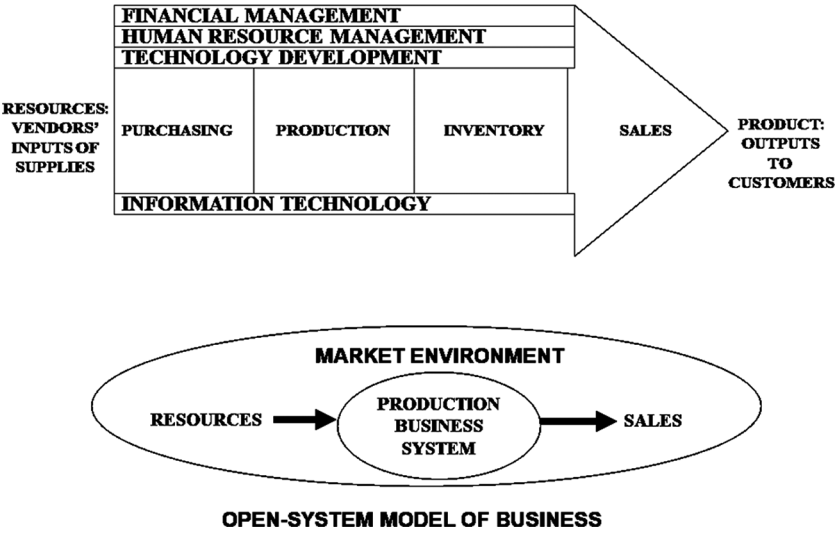 FINANCIAL MANAGEMENT
HUMAN RESOURCE MANAGEMENT
TECHNOLOGY DEVELOPMENT
RESOURCES:
VENDORS'
INPUTS OF
SUPPLIES
PURCHASING
PRODUCTION
INVENTORY
SALES
PRODUCT:
OUTPUTS
TO
CUSTOMERS
INFORMATION TECHNOLOGY
MARKET ENVIRONMENT
RESOURCES
PRODUCTION
BUSINESS
SYSTEM
SALES
OPEN-SYSTEM MODEL OF BUSINESS